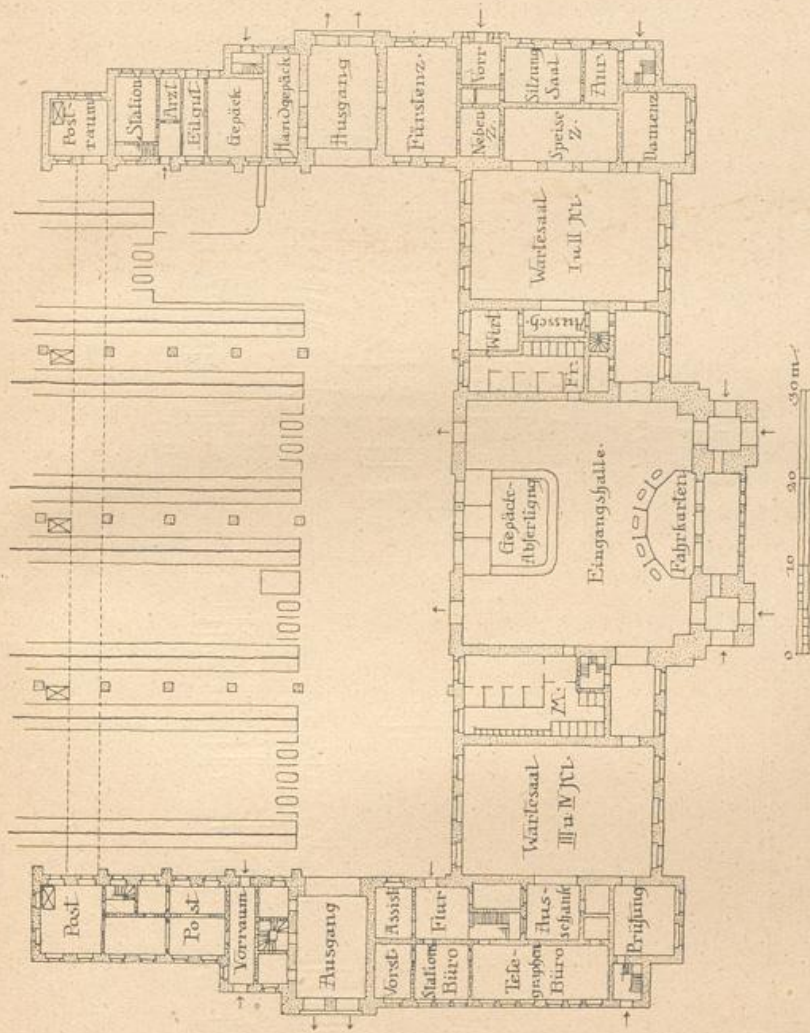 Post-
raum
Station
Arzt
Eilgut
Gepäck
Handgepäck
Ausgang
Fürstenz.
Vorr
Neben
Z.
Sitzung
Saal
Speise
Z.
Flur
Damenz
Wartesaal
I u II Kl.
Wirt
Aussch.
Fr.
Gepäck-
Abfertigng
Eingangshalle.
Fahrkarten
M.
Wartesaal
III u. IV Kl.
Post
Post
Vorraum
Ausgang
Vorst.
Assist
Stations
Büro
Flur
Tele-
graphen
Büro
Aus-
schank
Prüfung
0 10 20 30 m